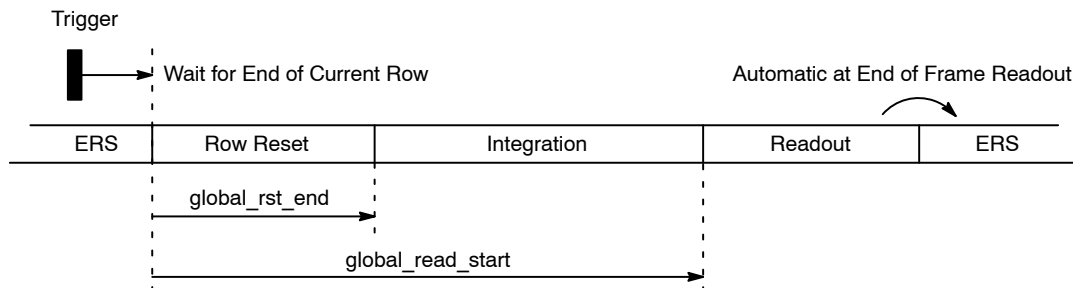 Trigger
Wait for End of Current Row
Automatic at End of Frame Readout
ERS Row Reset Integration Readout ERS
global_rst_end
global_read_start